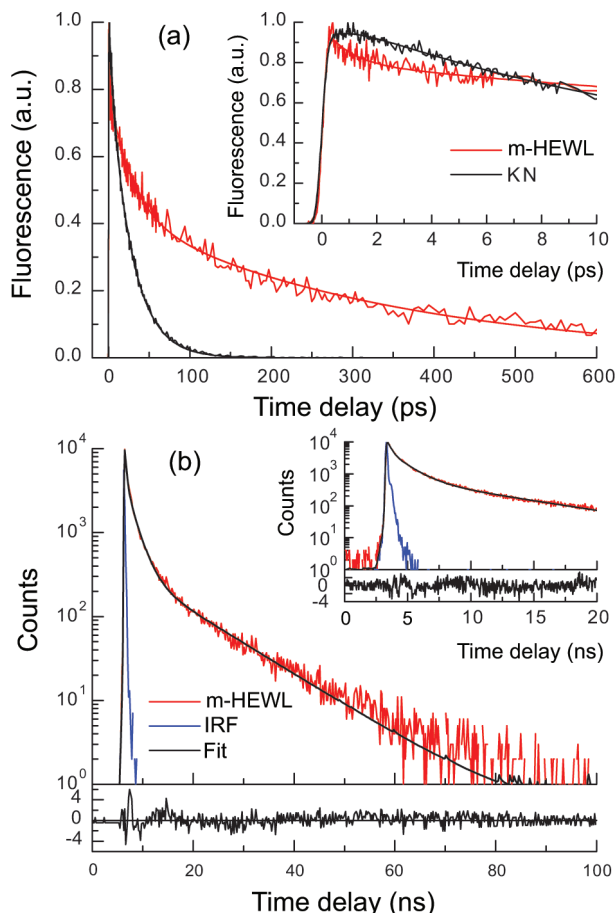 (a)
Fluorescence (a.u.)
1.0
0.8
0.6
0.4
0.2
0.0
0 100 200 300 400 500 600
Time delay (ps)
Fluorescence (a.u.)
1.0
0.8
0.6
0.4
0.2
0.0
m-HEWL
KN
0 2 4 6 8 10
Time delay (ps)
(b)
Counts
10^4
10^3
10^2
10^1
10^0
m-HEWL
IRF
Fit
4
0
-4
0 20 40 60 80 100
Time delay (ns)
Counts
10^4
10^3
10^2
10^1
10^0
0
-4
0 5 10 15 20
Time delay (ns)